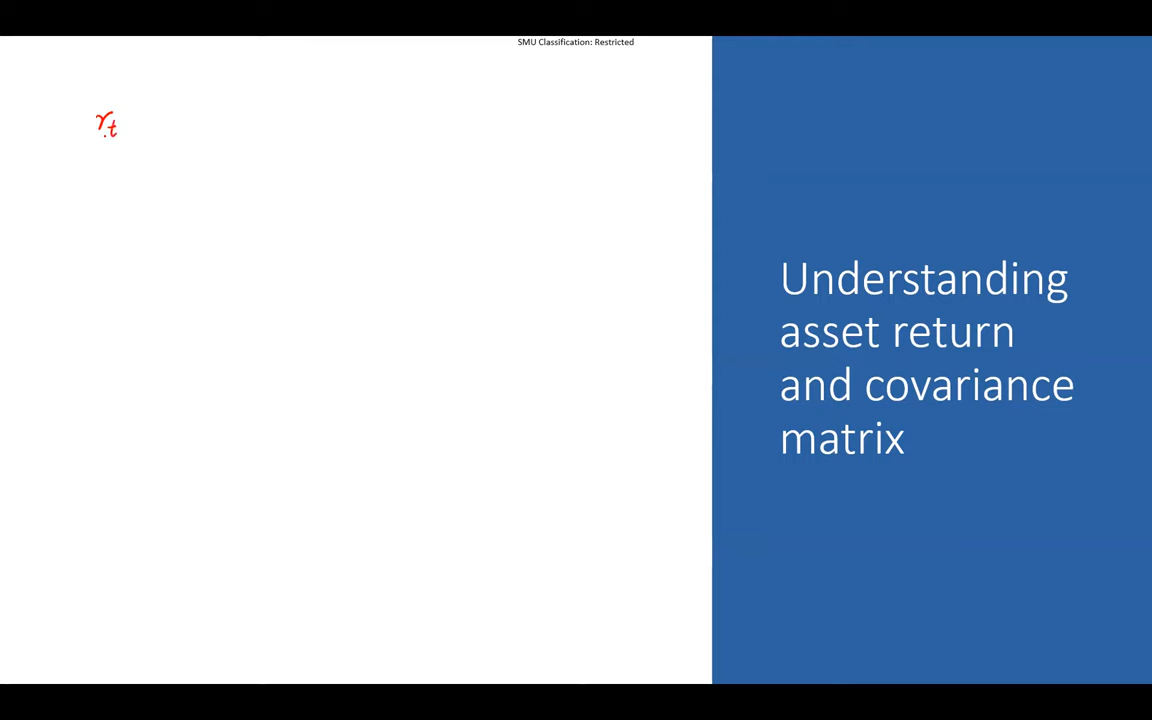 SMU Classification: Restricted
r_t
Understanding
asset return
and covariance
matrix